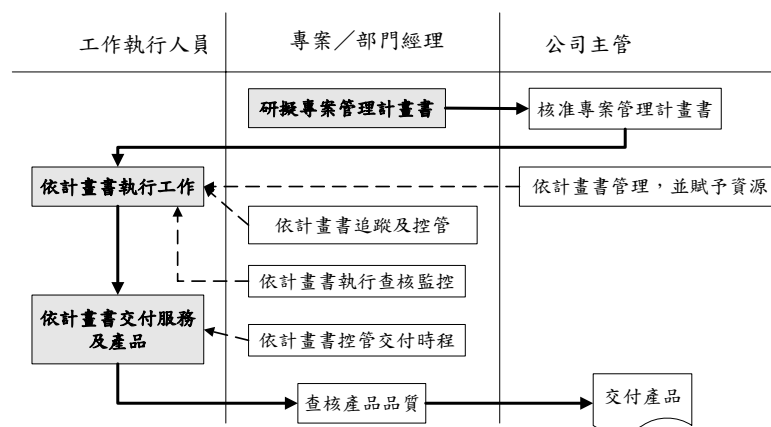 工作執行人員
專案／部門經理
公司主管
研擬專案管理計畫書
核准專案管理計畫書
依計畫書執行工作
依計畫書管理，並賦予資源
依計畫書追蹤及控管
依計畫書執行查核監控
依計畫書交付服務
及產品
依計畫書控管交付時程
查核產品品質
交付產品